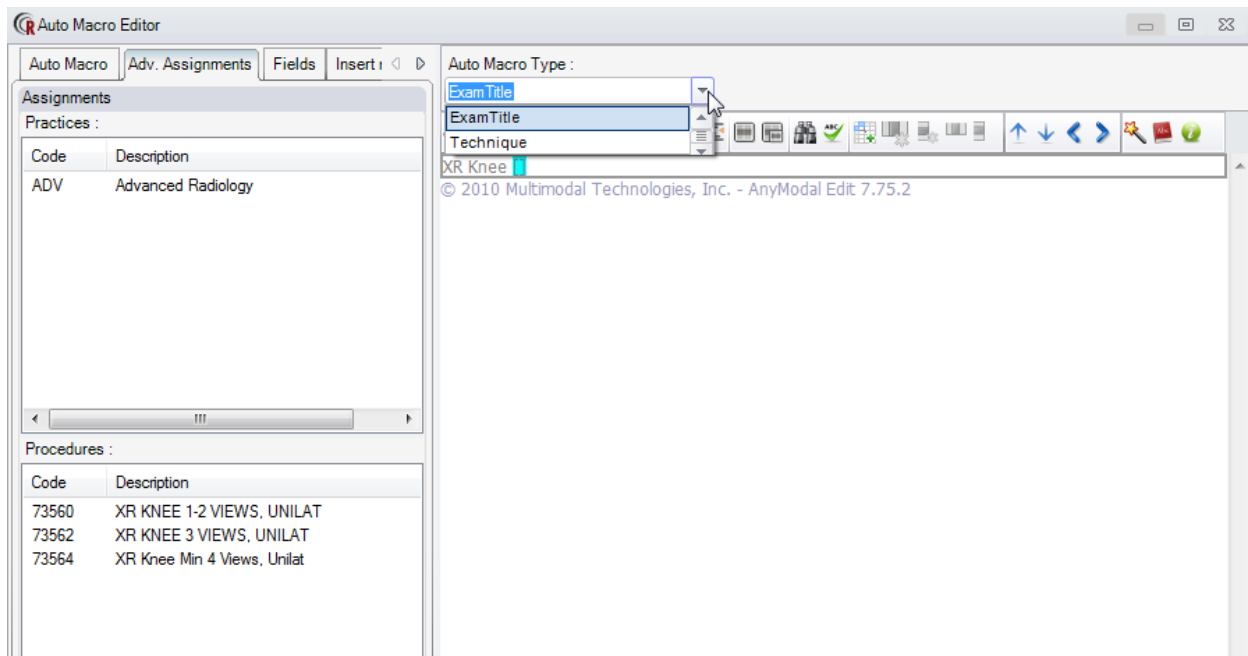 Auto Macro Editor
Auto Macro
Adv. Assignments
Fields
Insert
Assignments
Practices :
Code Description
ADV Advanced Radiology
Procedures :
Code Description
73560 XR KNEE 1-2 VIEWS, UNILAT
73562 XR KNEE 3 VIEWS, UNILAT
73564 XR Knee Min 4 Views, Unilat
Auto Macro Type :
ExamTitle
ExamTitle
Technique
ABC
XR Knee []
© 2010 Multimodal Technologies, Inc. - AnyModal Edit 7.75.2